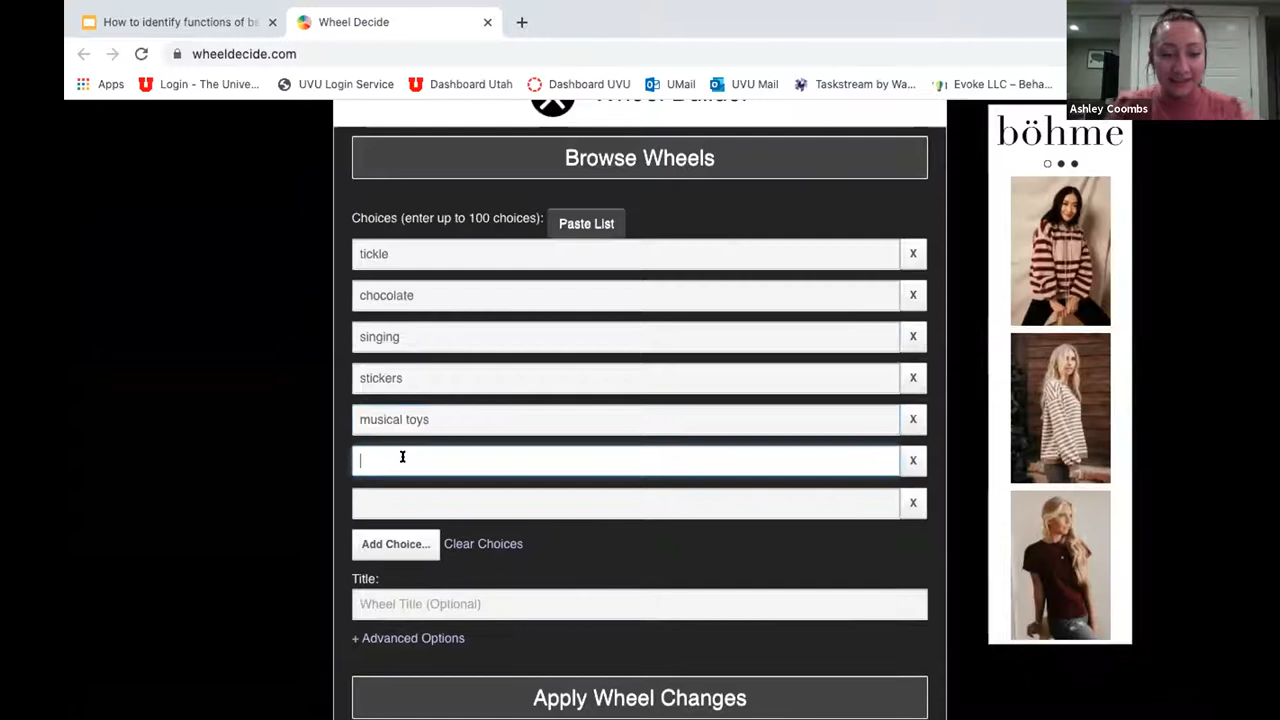 How to identify functions of be
Wheel Decide
wheeldecide.com
Apps
Login - The Unive...
UVU Login Service
Dashboard Utah
Dashboard UVU
UMail
UVU Mail
Taskstream by Wa...
Evoke LLC – Beha...
Ashley Coombs
böhme
Browse Wheels
Choices (enter up to 100 choices):
Paste List
tickle
X
chocolate
X
singing
X
stickers
X
musical toys
X
X
X
Add Choice...
Clear Choices
Title:
Wheel Title (Optional)
+ Advanced Options
Apply Wheel Changes